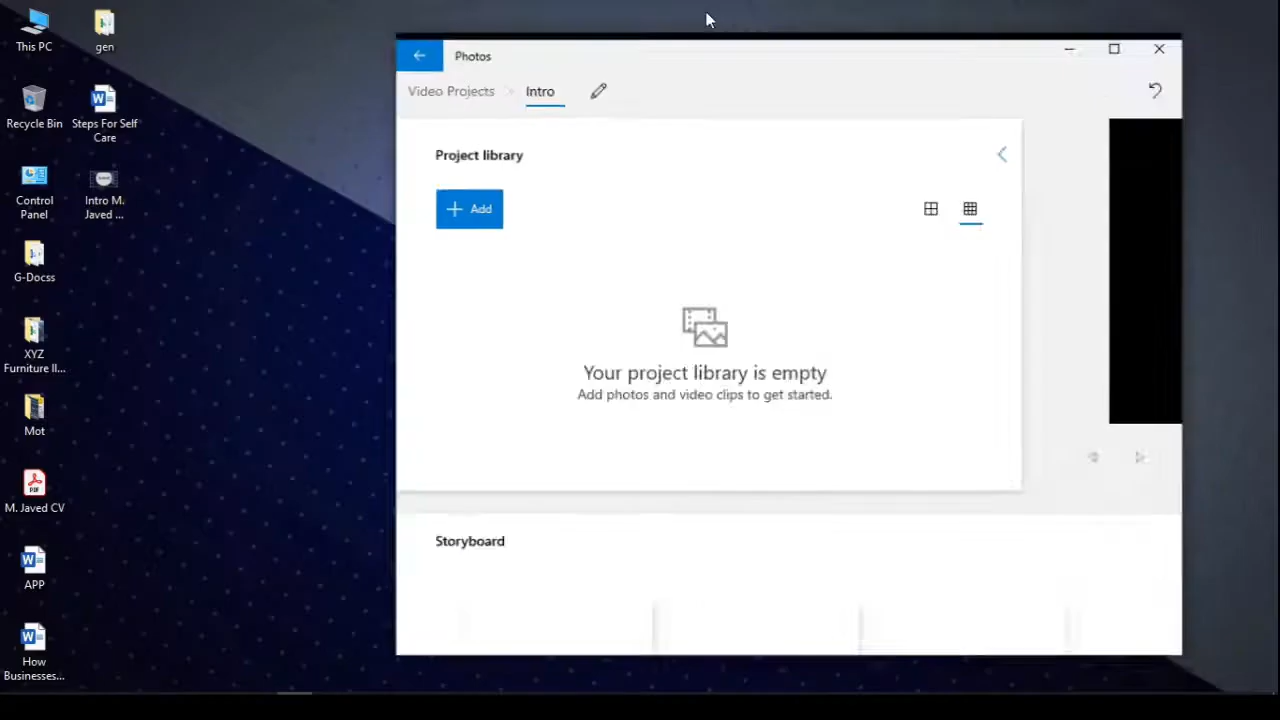 This PC
gen
Recycle Bin
Steps For Self
Care
Control
Panel
Intro M.
Javed ...
G-Docss
XYZ
Furniture Il...
Mot
M. Javed CV
APP
How
Businesses...
Photos
Video Projects
Intro
Project library
Add
Your project library is empty
Add photos and video clips to get started.
Storyboard